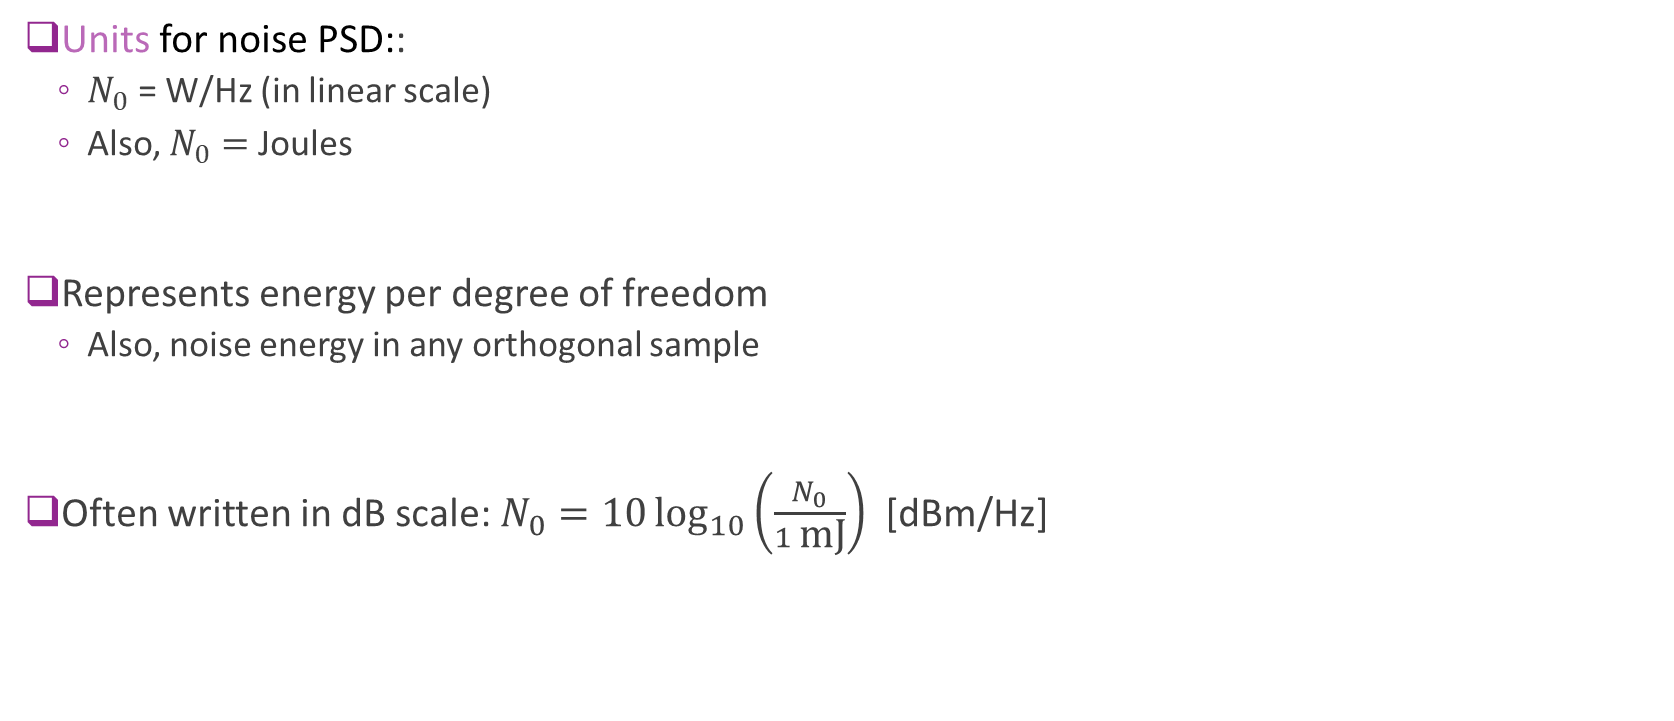 ❑Units for noise PSD::
◦ N₀ = W/Hz (in linear scale)
◦ Also, N₀ = Joules
❑Represents energy per degree of freedom
◦ Also, noise energy in any orthogonal sample
❑Often written in dB scale: N₀ = 10 log₁₀ (N₀ / 1 mJ) [dBm/Hz]